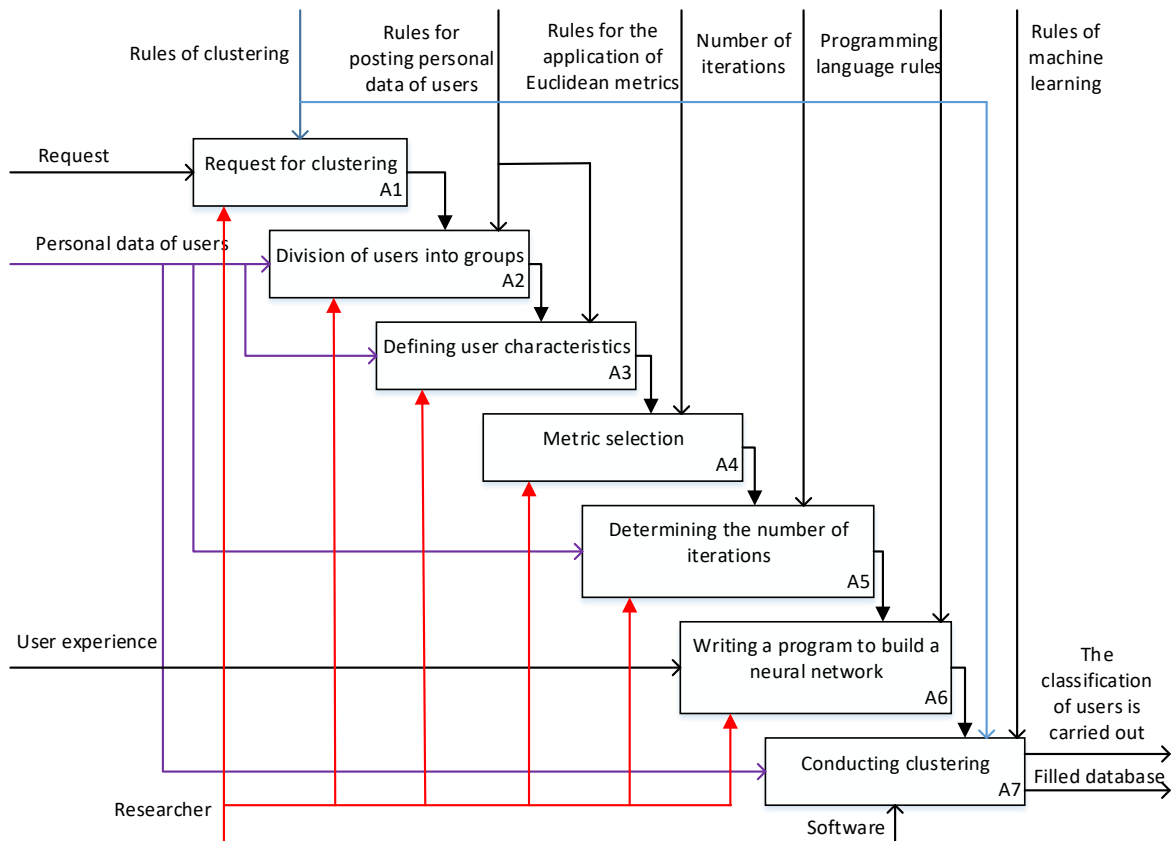 Rules of clustering
Rules for
posting personal
data of users
Rules for the
application of
Euclidean metrics
Number of
iterations
Programming
language rules
Rules of
machine
learning
Request
Request for clustering
A1
Personal data of users
Division of users into groups
A2
Defining user characteristics
A3
Metric selection
A4
Determining the number of
iterations
A5
User experience
Writing a program to build a
neural network
A6
The
classification
of users is
carried out
Conducting clustering
A7
Filled database
Researcher
Software